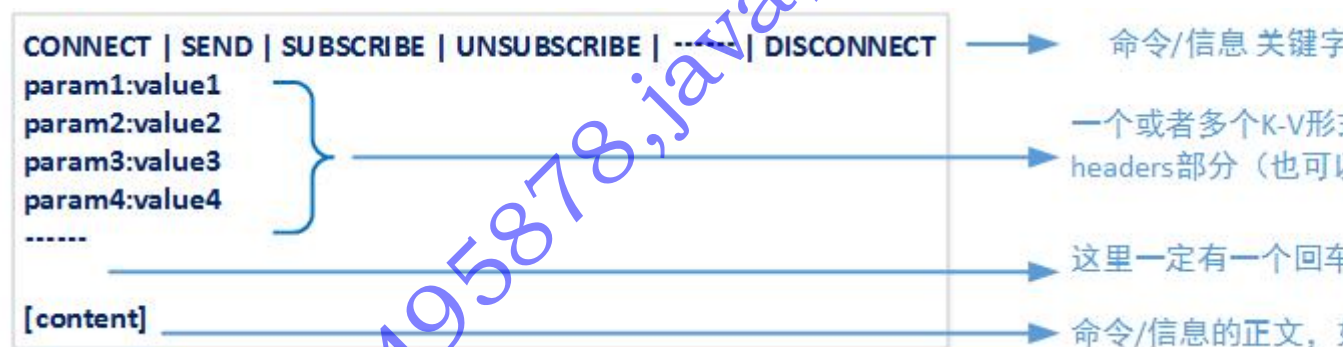 CONNECT | SEND | SUBSCRIBE | UNSUBSCRIBE | ------ | DISCONNECT
命令/信息 关键字
param1:value1
param2:value2
param3:value3
param4:value4
------
一个或者多个K-V形
headers部分（也可
这里一定有一个回车
[content]
命令/信息的正文，
495878,java